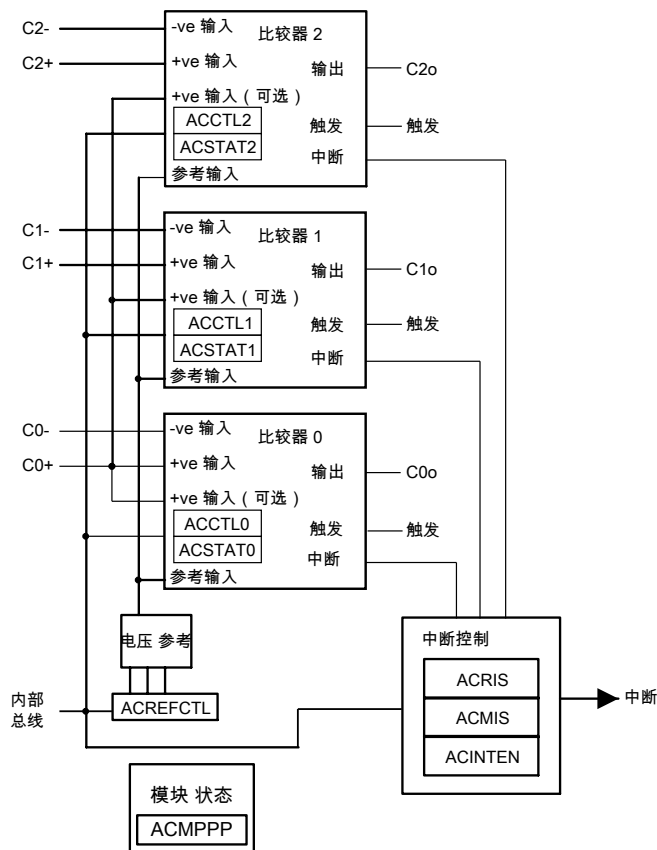 C2-
-ve 输入
比较器 2
C2+
+ve 输入
输出
C2o
+ve 输入（可选）
ACCTL2
触发
触发
ACSTAT2
中断
参考输入
C1-
-ve 输入
比较器 1
C1+
+ve 输入
输出
C1o
+ve 输入（可选）
ACCTL1
触发
触发
ACSTAT1
中断
参考输入
C0-
-ve 输入
比较器 0
C0+
+ve 输入
输出
C0o
+ve 输入（可选）
ACCTL0
触发
触发
ACSTAT0
中断
参考输入
电压 参考
中断控制
ACRIS
内部
总线
ACREFCTL
ACMIS
中断
ACINTEN
模块 状态
ACMPPP